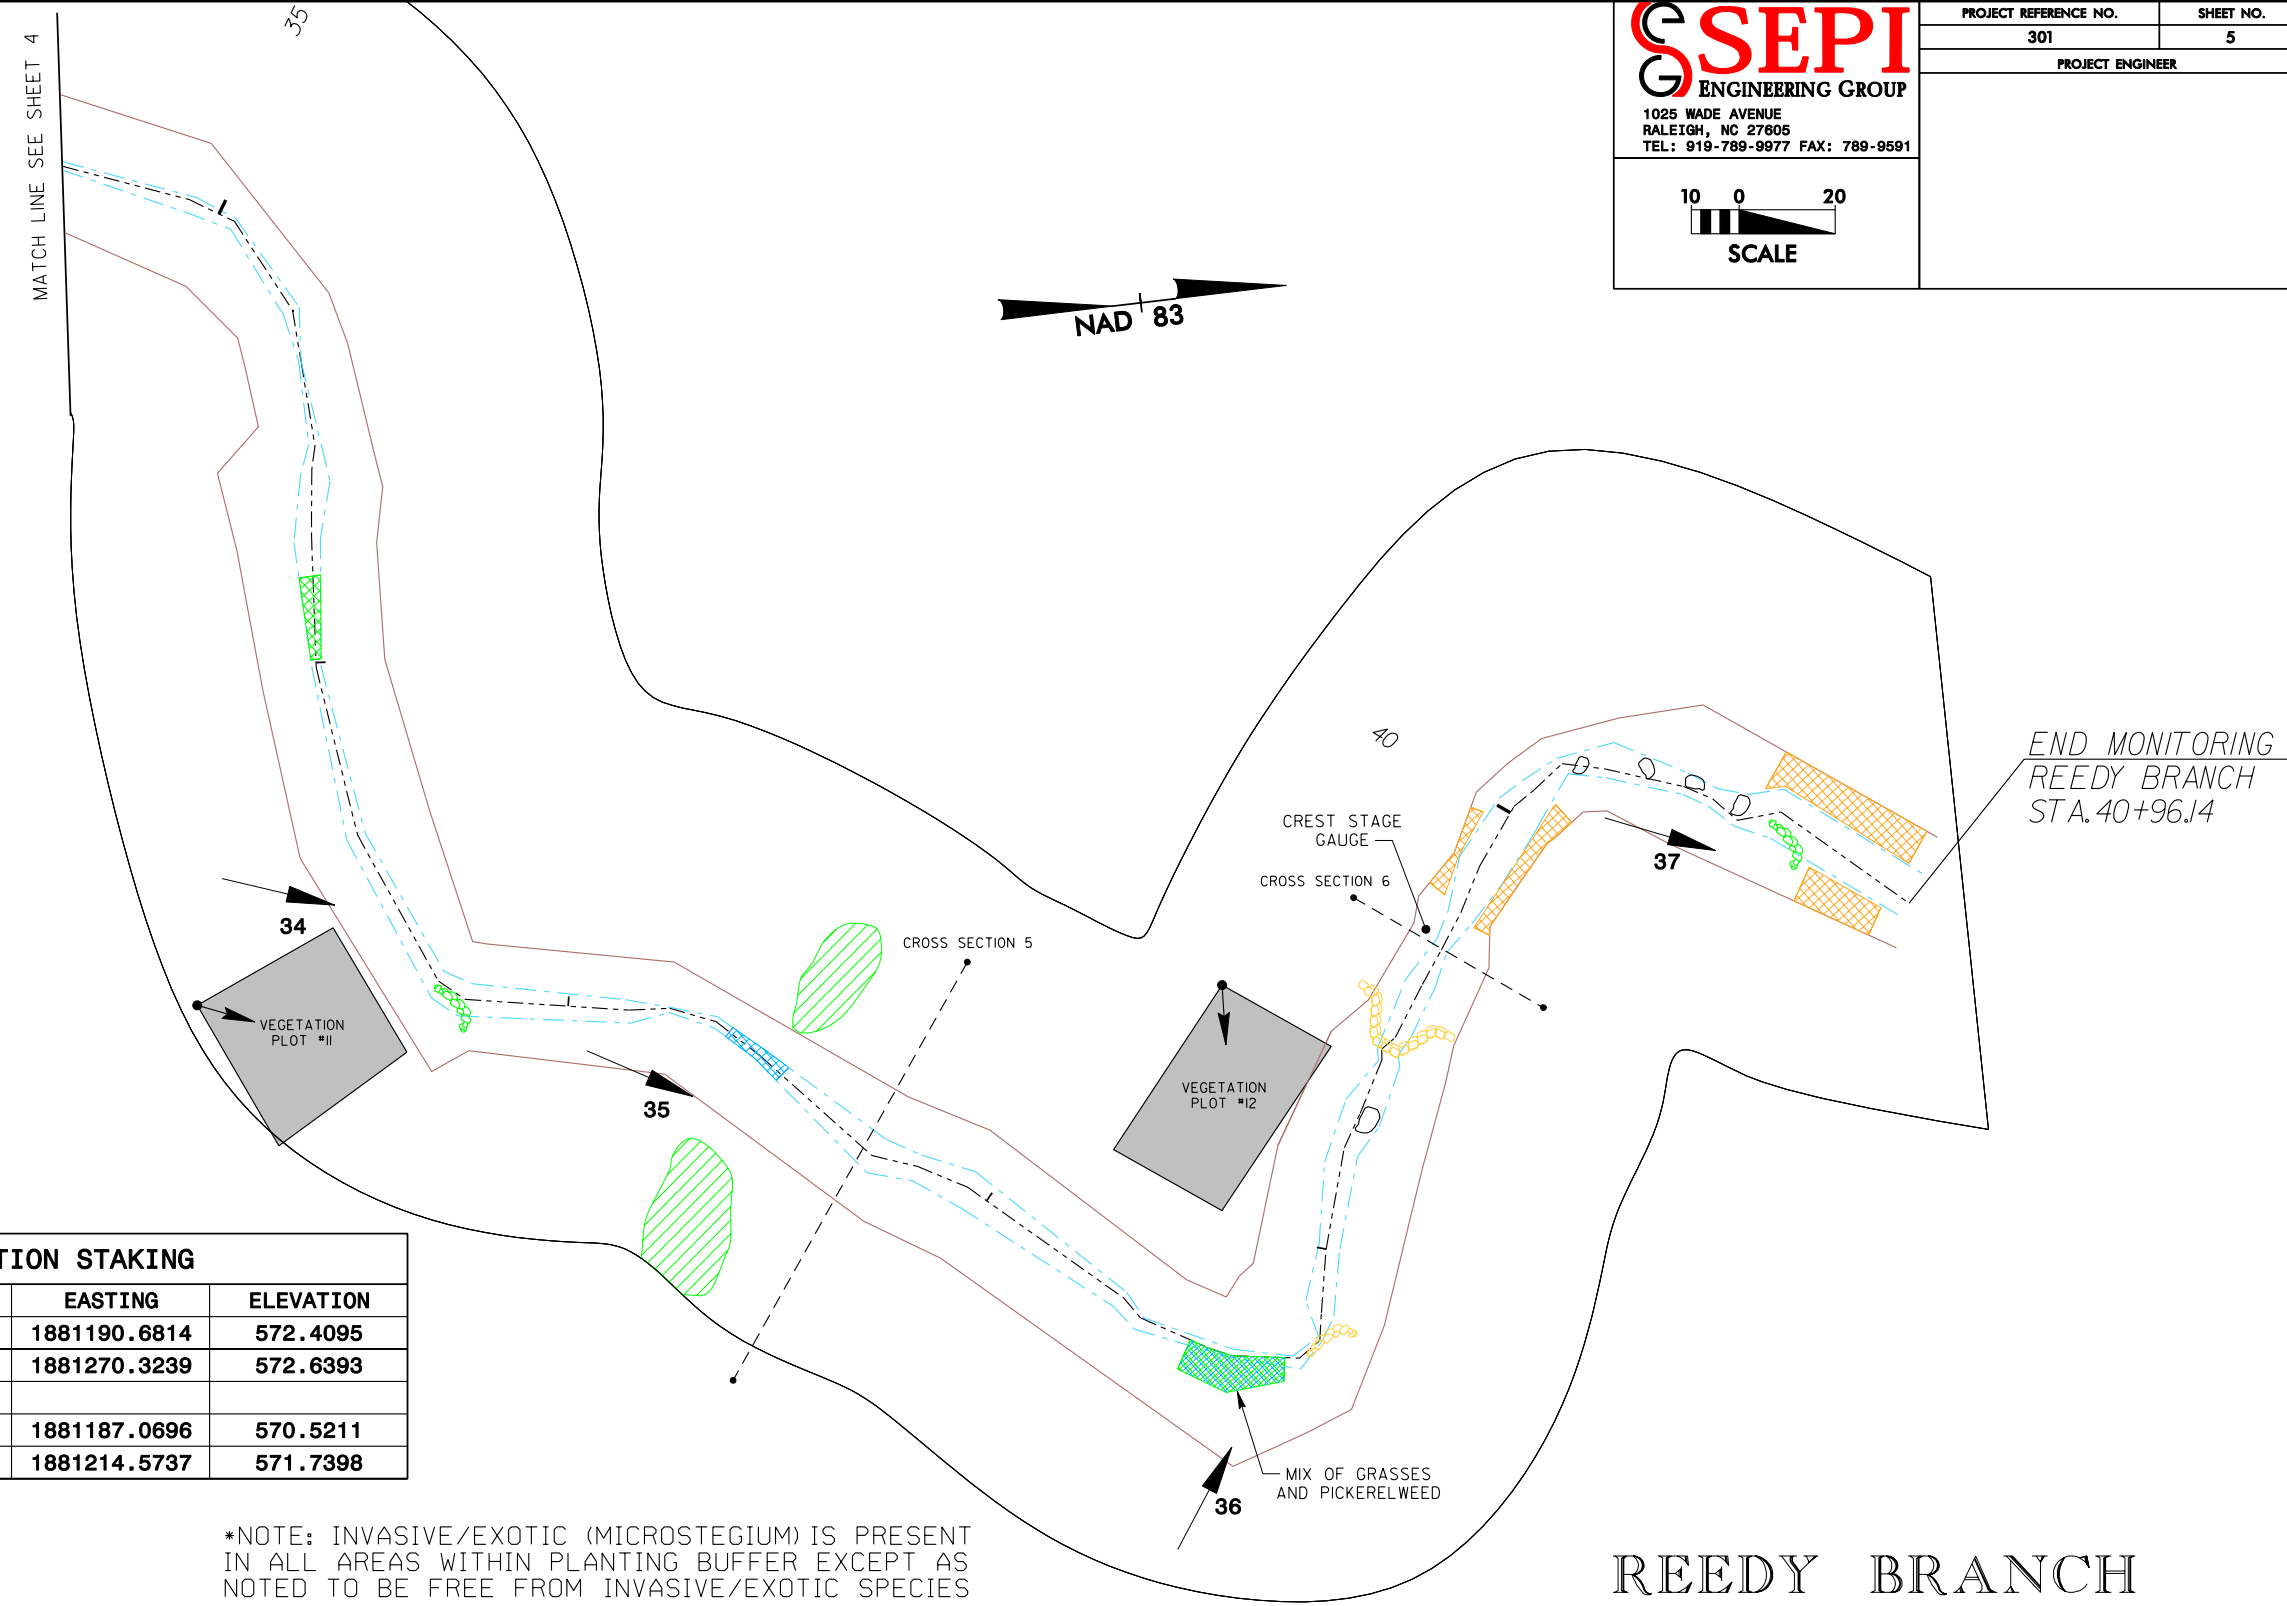 MATCH LINE SEE SHEET 4
35
SEPI
ENGINEERING GROUP
1025 WADE AVENUE
RALEIGH, NC 27605
TEL: 919-789-9977 FAX: 789-9591
PROJECT REFERENCE NO. SHEET NO.
301 5
PROJECT ENGINEER
10 0 20
SCALE
NAD 83
40
END MONITORING
REEDY BRANCH
STA. 40+96.14
CREST STAGE
GAUGE
CROSS SECTION 6
37
34
VEGETATION
PLOT #11
CROSS SECTION 5
35
VEGETATION
PLOT #12
36
MIX OF GRASSES
AND PICKERELWEED
TION STAKING
EASTING ELEVATION
1881190.6814 572.4095
1881270.3239 572.6393
1881187.0696 570.5211
1881214.5737 571.7398
*NOTE: INVASIVE/EXOTIC (MICROSTEGIUM) IS PRESENT
IN ALL AREAS WITHIN PLANTING BUFFER EXCEPT AS
NOTED TO BE FREE FROM INVASIVE/EXOTIC SPECIES
REEDY BRANCH